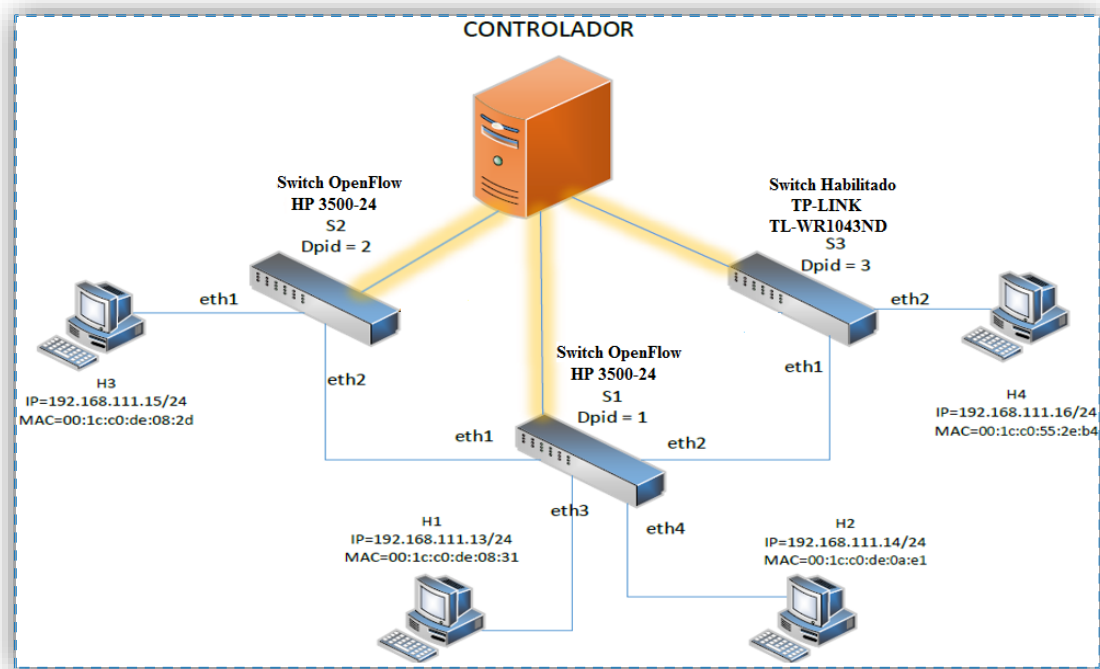 CONTROLADOR
Switch OpenFlow
HP 3500-24
S2
Dpid = 2
Switch Habilitado
TP-LINK
TL-WR1043ND
S3
Dpid = 3
eth1
eth2
H3
IP=192.168.111.15/24
MAC=00:1c:c0:de:08:2d
eth2
eth1
H4
IP=192.168.111.16/24
MAC=00:1c:c0:55:2e:b4
Switch OpenFlow
HP 3500-24
S1
Dpid = 1
eth1
eth2
eth3
eth4
H1
IP=192.168.111.13/24
MAC=00:1c:c0:de:08:31
H2
IP=192.168.111.14/24
MAC=00:1c:c0:de:0a:e1